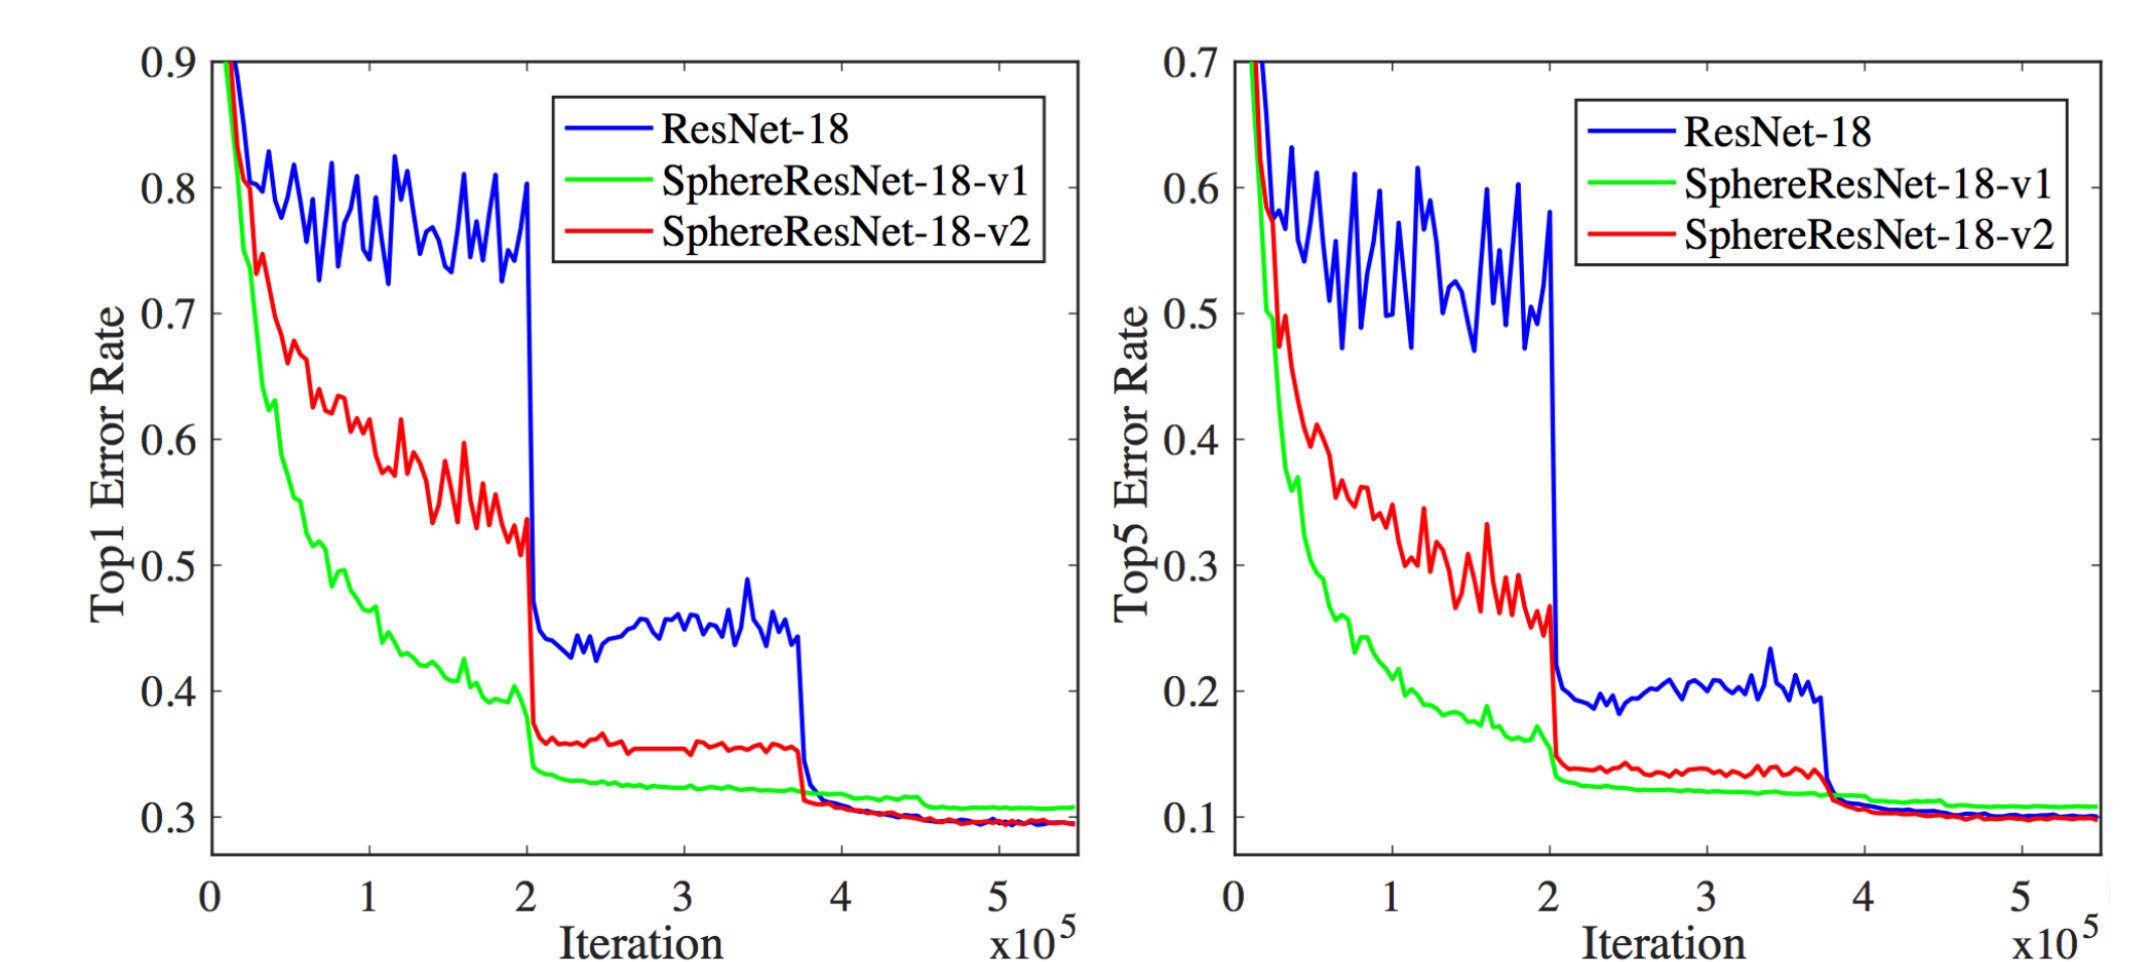 0.9
0.8
0.7
0.6
0.5
0.4
0.3
Top1 Error Rate
ResNet-18
SphereResNet-18-v1
SphereResNet-18-v2
0 1 2 3 4 5
Iteration
x10^5
0.7
0.6
0.5
0.4
0.3
0.2
0.1
Top5 Error Rate
ResNet-18
SphereResNet-18-v1
SphereResNet-18-v2
0 1 2 3 4 5
Iteration
x10^5